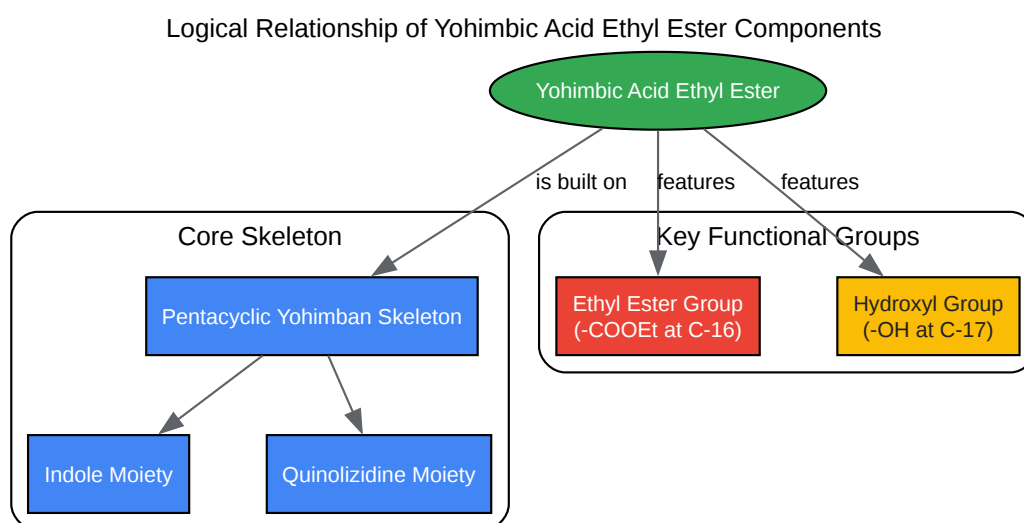 Logical Relationship of Yohimbic Acid Ethyl Ester Components
Yohimbic Acid Ethyl Ester
is built on
features
features
Core Skeleton
Key Functional Groups
Pentacyclic Yohimban Skeleton
Ethyl Ester Group
(-COOEt at C-16)
Hydroxyl Group
(-OH at C-17)
Indole Moiety
Quinolizidine Moiety